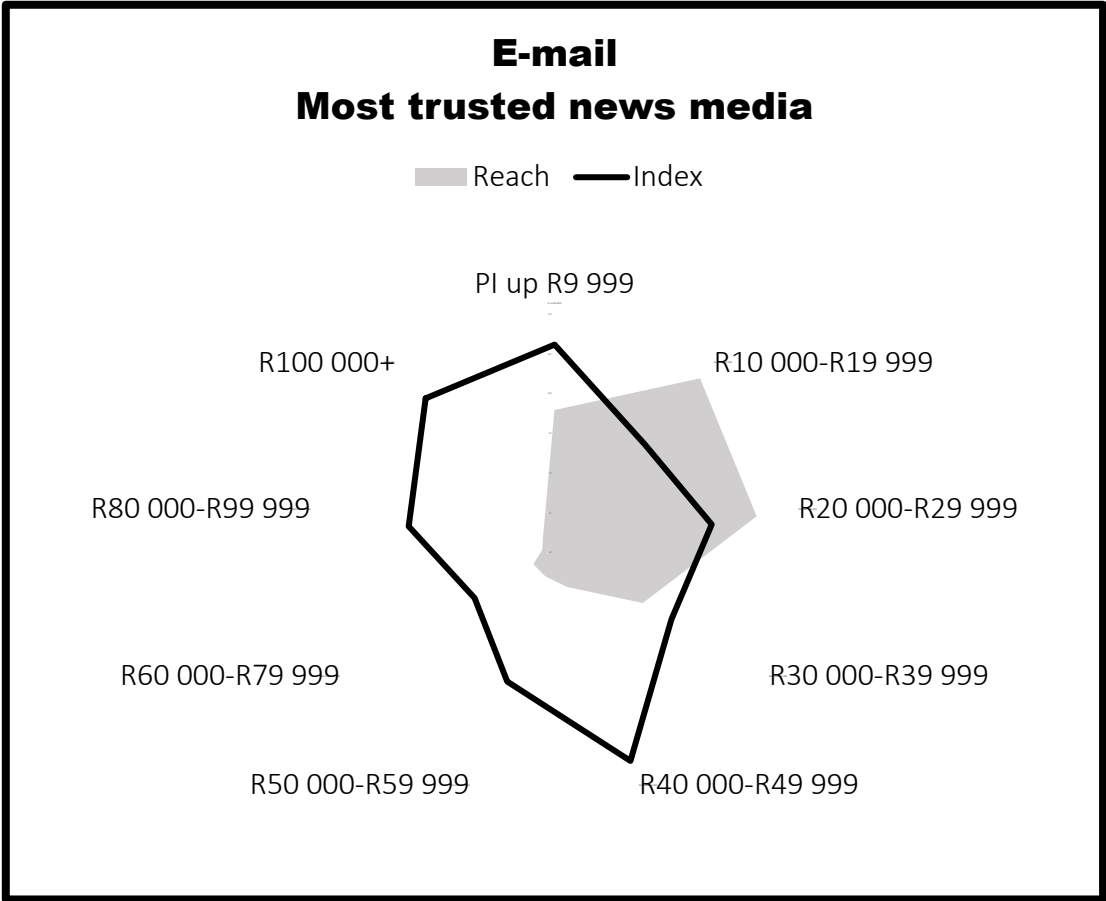 E-mail
Most trusted news media
Reach Index
PI up R9 999
R100 000+ R10 000-R19 999
R80 000-R99 999 R20 000-R29 999
R60 000-R79 999 R30 000-R39 999
R50 000-R59 999 R40 000-R49 999